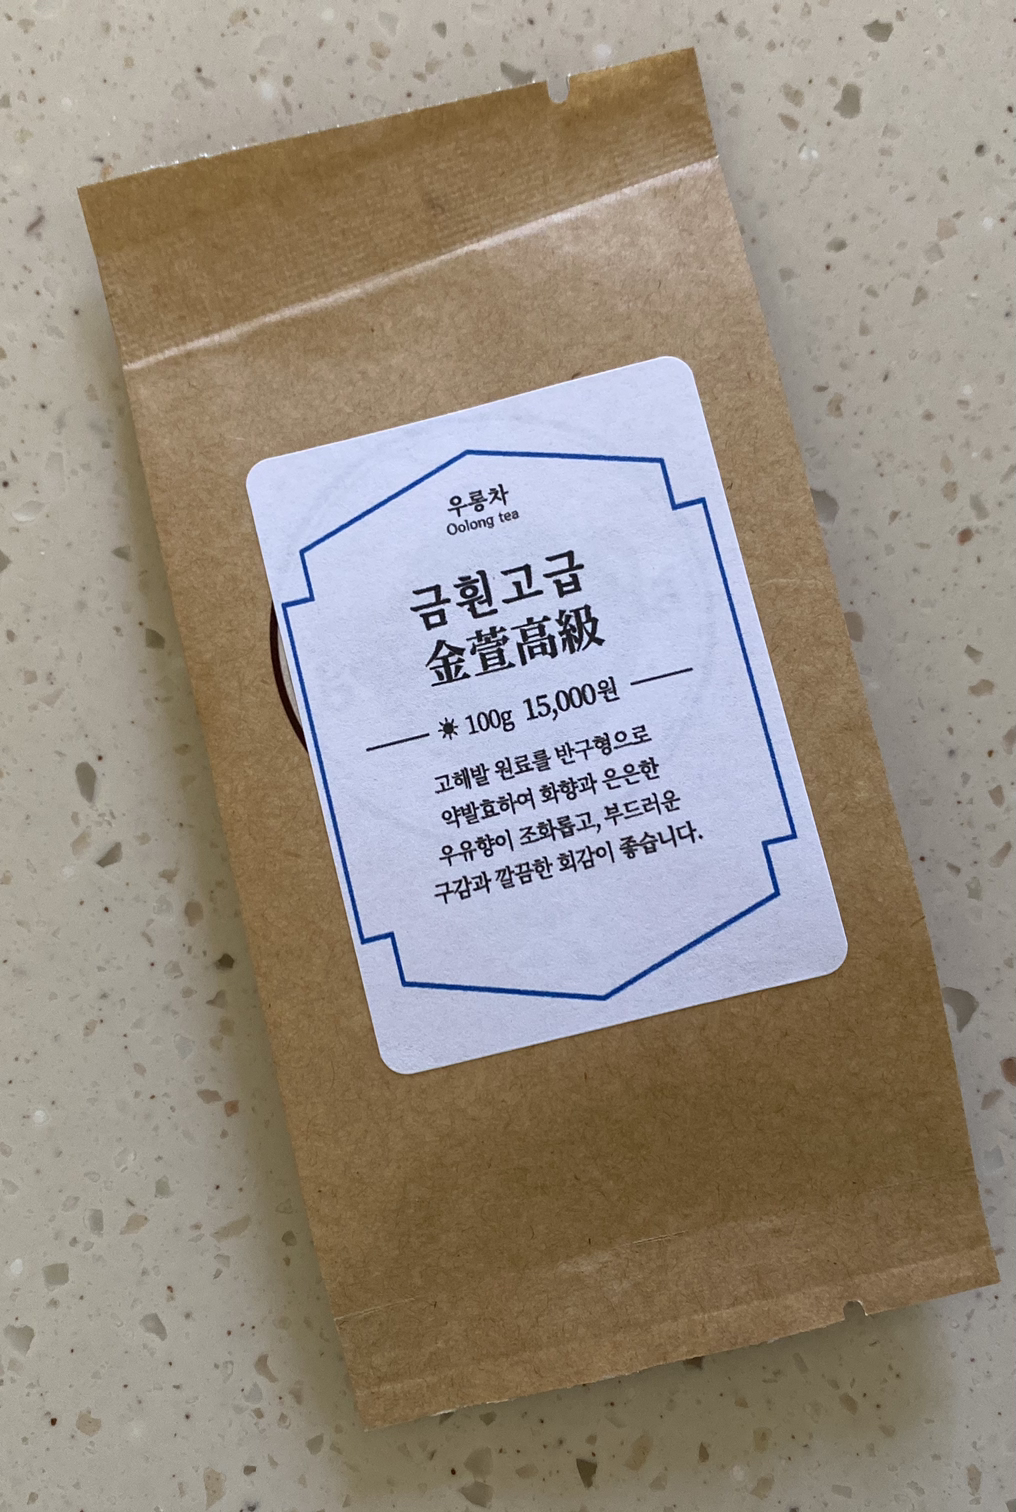 우롱차
Oolong tea
금훤고급
金萱高級
☀ 100g 15,000원
고해발 원료를 반구형으로
약발효하여 화향과 은은한
우유향이 조화롭고, 부드러운
구감과 깔끔한 회감이 좋습니다.